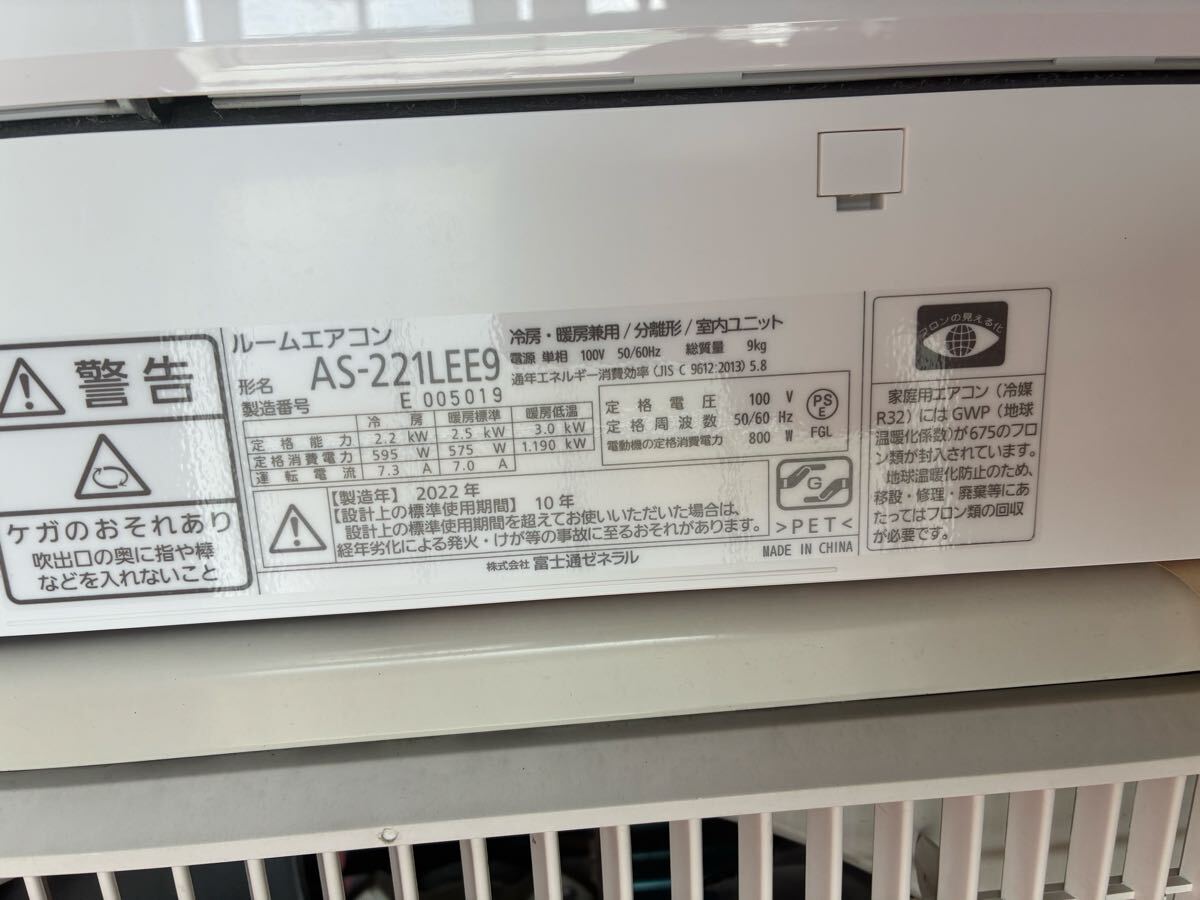 警告
ケガのおそれあり
吹出口の奥に指や棒
などを入れないこと
ルームエアコン
形名 AS-221LEE9
製造番号 E 005019
冷房・暖房兼用/分離形/室内ユニット
電源 単相 100V 50/60Hz 総質量 9kg
通年エネルギー消費効率 (JIS C 9612:2013) 5.8
冷房 暖房標準 暖房低温
定格能力 2.2 kW 2.5 kW 3.0 kW
定格消費電力 595 W 575 W 1.190 kW
運転電流 7.3 A 7.0 A
定格電圧 100 V
定格周波数 50/60 Hz
電動機の定格消費電力 800 W
PS
E
FGL
【製造年】2022年
【設計上の標準使用期間】10年
設計上の標準使用期間を超えてお使いいただいた場合は、
経年劣化による発火・けが等の事故に至るおそれがあります。
G
>PET<
MADE IN CHINA
株式会社 富士通ゼネラル
フロンの見える化
家庭用エアコン(冷媒
R32)にはGWP(地球
温暖化係数)が675のフロ
ン類が封入されています。
地球温暖化防止のため、
移設・修理・廃棄等にあ
たってはフロン類の回収
が必要です。